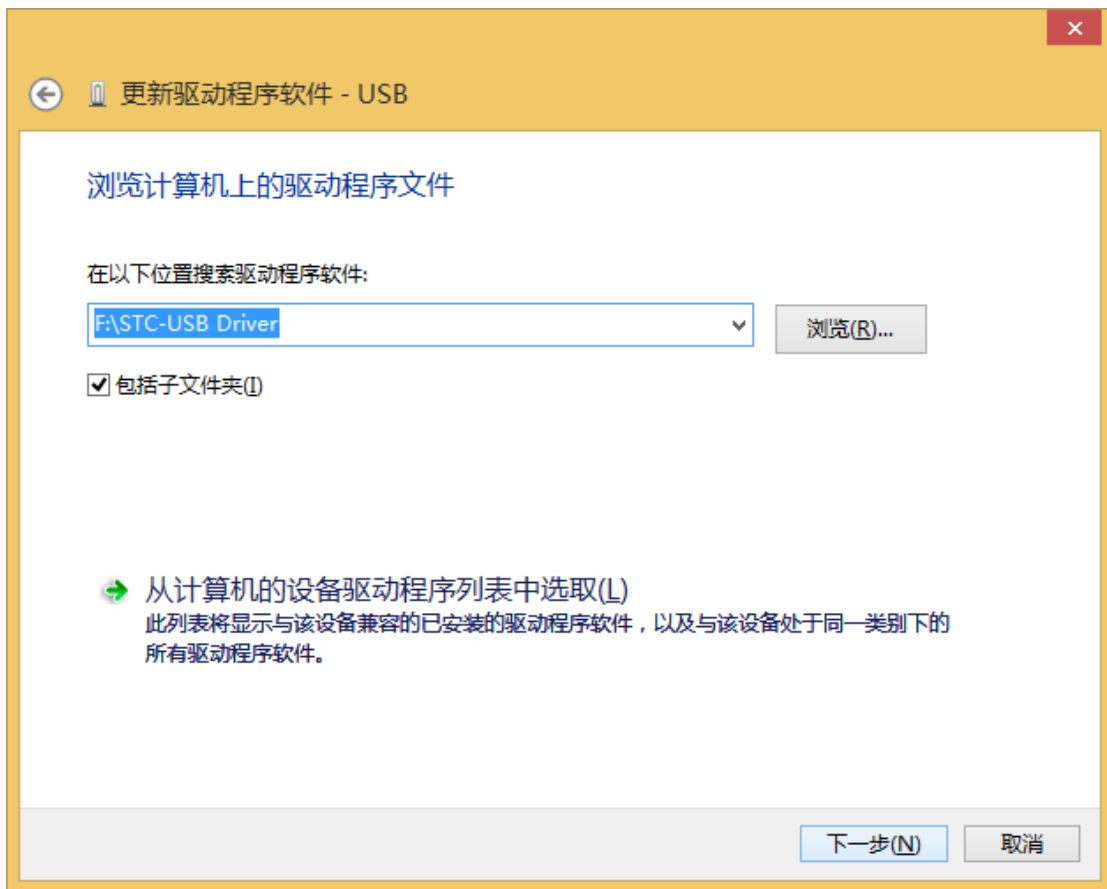 更新驱动程序软件 - USB
浏览计算机上的驱动程序文件
在以下位置搜索驱动程序软件:
F:\STC-USB Driver
浏览(R)...
包括子文件夹(I)
从计算机的设备驱动程序列表中选取(L)
此列表将显示与该设备兼容的已安装的驱动程序软件，以及与该设备处于同一类别下的
所有驱动程序软件。
下一步(N)
取消